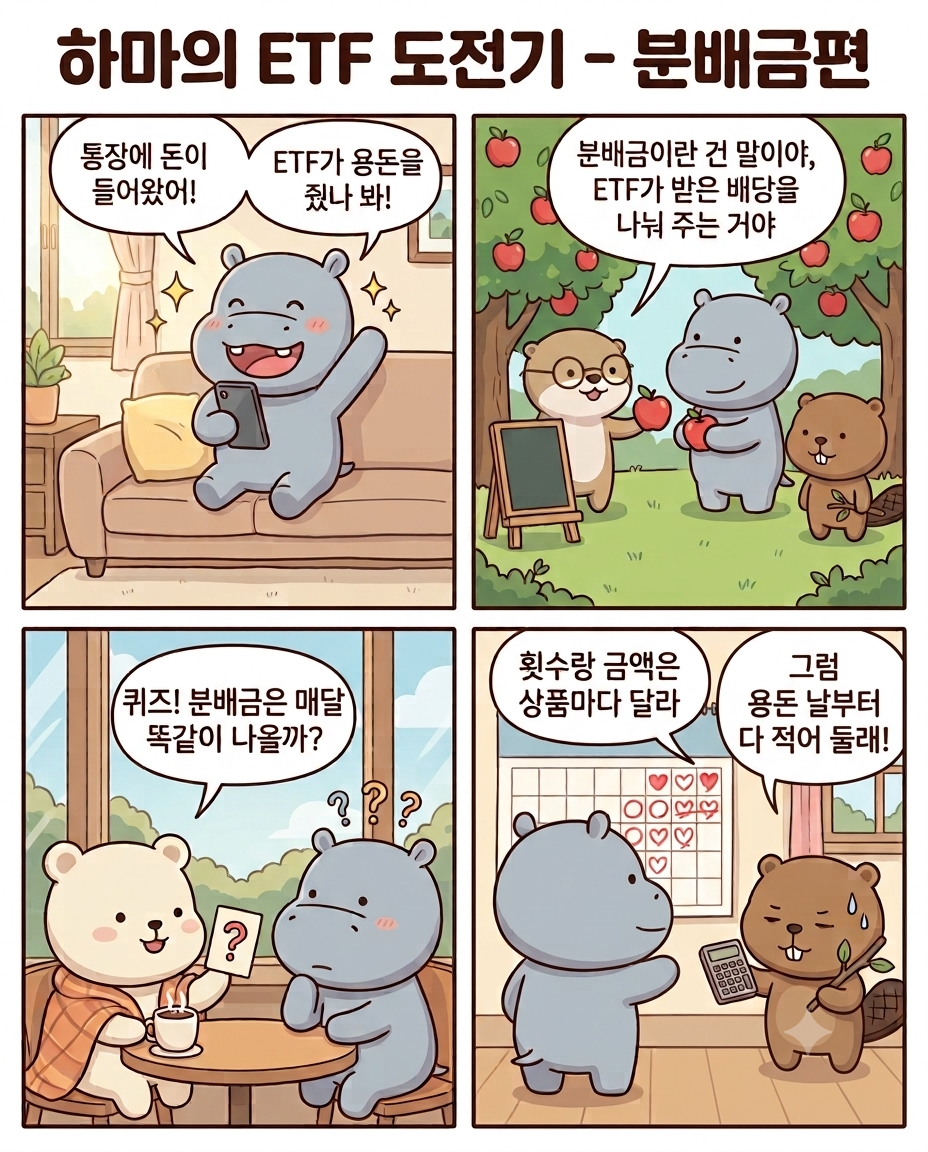 하마의 ETF 도전기 - 분배금편
통장에 돈이
들어왔어!
ETF가 용돈을
줬나 봐!
분배금이란 건 말이야,
ETF가 받은 배당을
나눠 주는 거야
퀴즈! 분배금은 매달
똑같이 나올까?
? ? ?
?
횟수랑 금액은
상품마다 달라
그럼
용돈 날부터
다 적어 둘래!